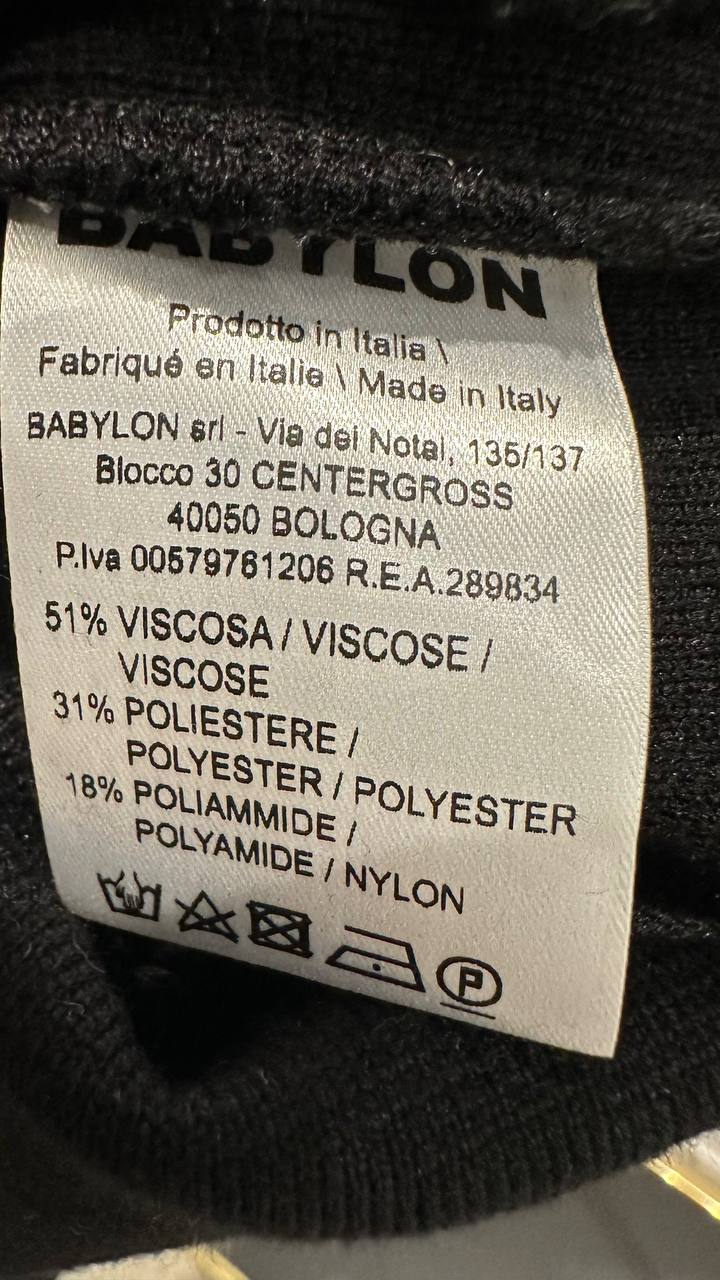 BABYLON
Prodotto in Italia \
Fabriqué en Italie \ Made in Italy
BABYLON srl - Via dei Notai, 135/137
Blocco 30 CENTERGROSS
40050 BOLOGNA
P.Iva 00579761206 R.E.A.289834
51% VISCOSA / VISCOSE /
VISCOSE
31% POLIESTERE /
POLYESTER / POLYESTER
18% POLIAMMIDE /
POLYAMIDE / NYLON
P